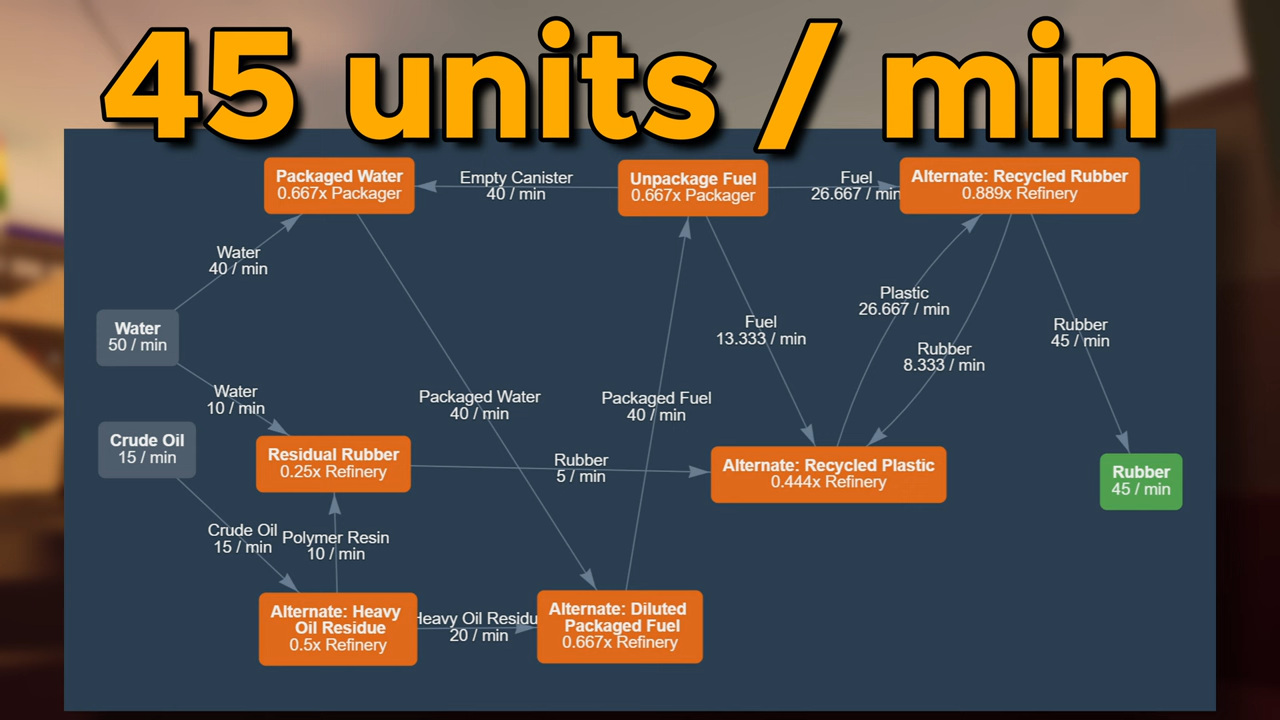 45 units / min
Packaged Water
0.667x Packager
Empty Canister
40 / min
Unpackage Fuel
0.667x Packager
Fuel
26.667 / min
Alternate: Recycled Rubber
0.889x Refinery
Water
40 / min
Water
50 / min
Water
10 / min
Crude Oil
15 / min
Residual Rubber
0.25x Refinery
Packaged Water
40 / min
Packaged Fuel
40 / min
Fuel
13.333 / min
Plastic
26.667 / min
Rubber
8.333 / min
Rubber
45 / min
Rubber
5 / min
Alternate: Recycled Plastic
0.444x Refinery
Rubber
45 / min
Crude Oil
15 / min
Polymer Resin
10 / min
Alternate: Heavy
Oil Residue
0.5x Refinery
Heavy Oil Residu
20 / min
Alternate: Diluted
Packaged Fuel
0.667x Refinery